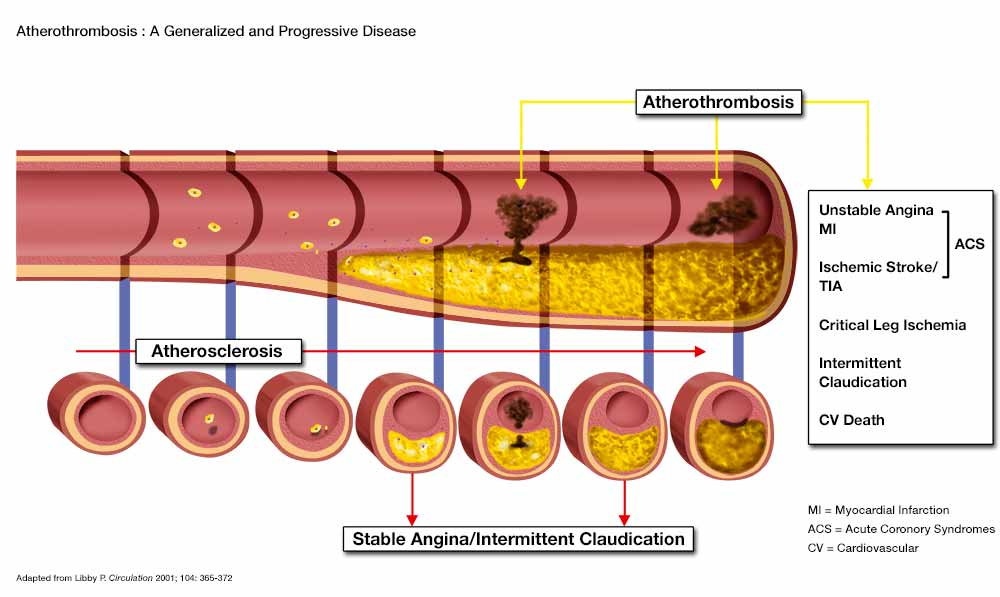 Atherothrombosis : A Generalized and Progressive Disease
Atherothrombosis
Unstable Angina
MI
ACS
Ischemic Stroke/
TIA
Critical Leg Ischemia
Intermittent
Claudication
CV Death
Atherosclerosis
Stable Angina/Intermittent Claudication
MI = Myocardial Infarction
ACS = Acute Coronory Syndromes
CV = Cardiovascular
Adapted from Libby P. Circulation 2001; 104: 365-372